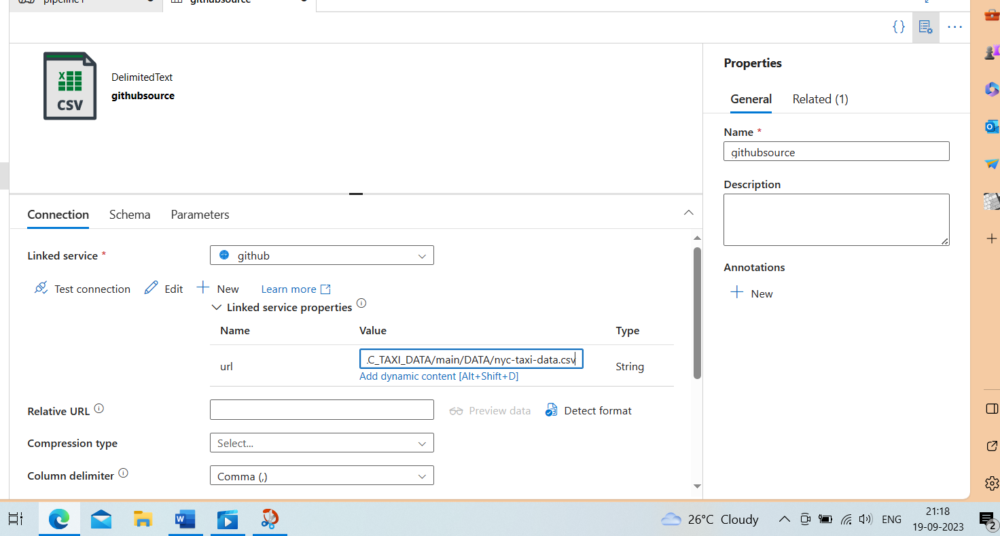 githubsource
{ }
DelimitedText
githubsource
X
CSV
Properties
General Related (1)
Name *
githubsource
Description
Annotations
New
Connection Schema Parameters
Linked service * github
Test connection Edit New Learn more
Linked service properties
Name Value Type
url C_TAXI_DATA/main/DATA/nyc-taxi-data.csv String
Add dynamic content [Alt+Shift+D]
Relative URL Preview data Detect format
Compression type Select...
Column delimiter Comma (,)
26°C Cloudy ENG 21:18
19-09-2023
2